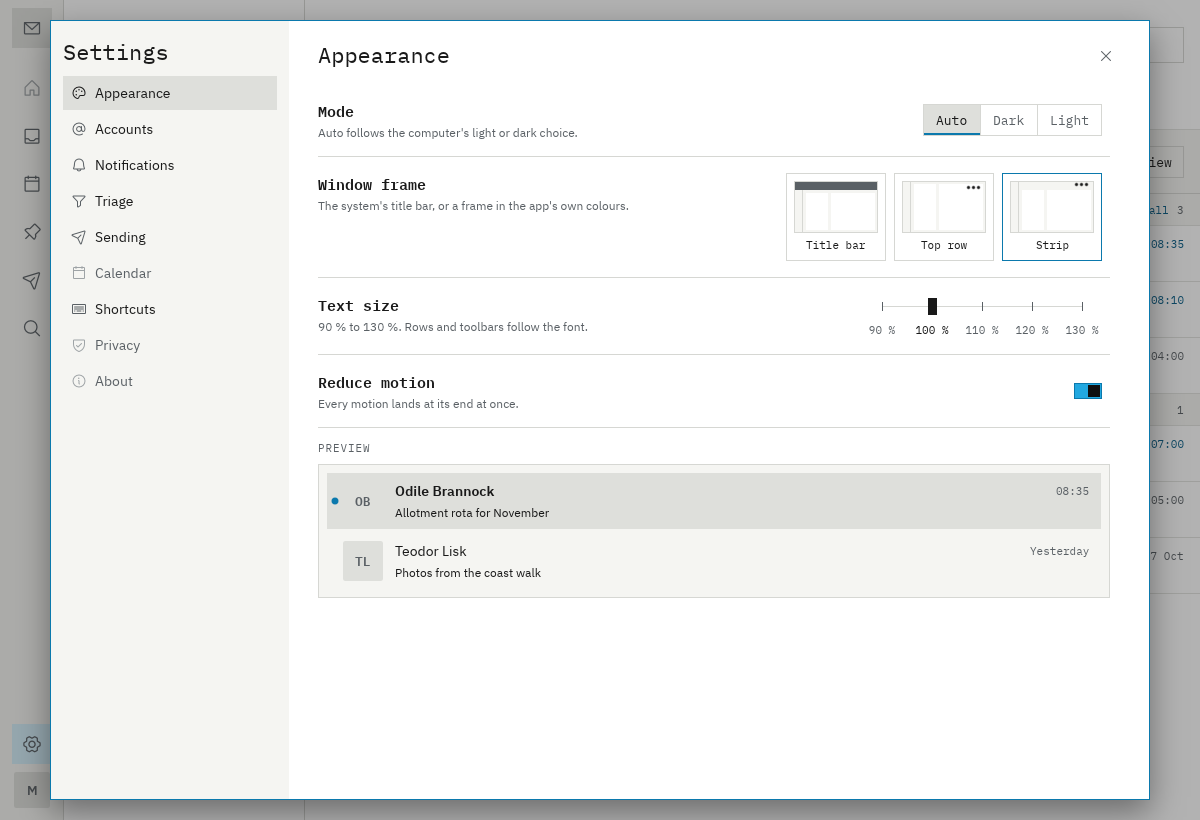 Settings
Appearance
Accounts
Notifications
Triage
Sending
Calendar
Shortcuts
Privacy
About
M
Appearance
Mode
Auto follows the computer's light or dark choice.
Auto Dark Light
Window frame
The system's title bar, or a frame in the app's own colours.
Title bar Top row Strip
Text size
90 % to 130 %. Rows and toolbars follow the font.
90 % 100 % 110 % 120 % 130 %
Reduce motion
Every motion lands at its end at once.
PREVIEW
OB Odile Brannock 08:35
Allotment rota for November
TL Teodor Lisk Yesterday
Photos from the coast walk
iew
all 3
08:35
08:10
04:00
1
07:00
05:00
7 Oct